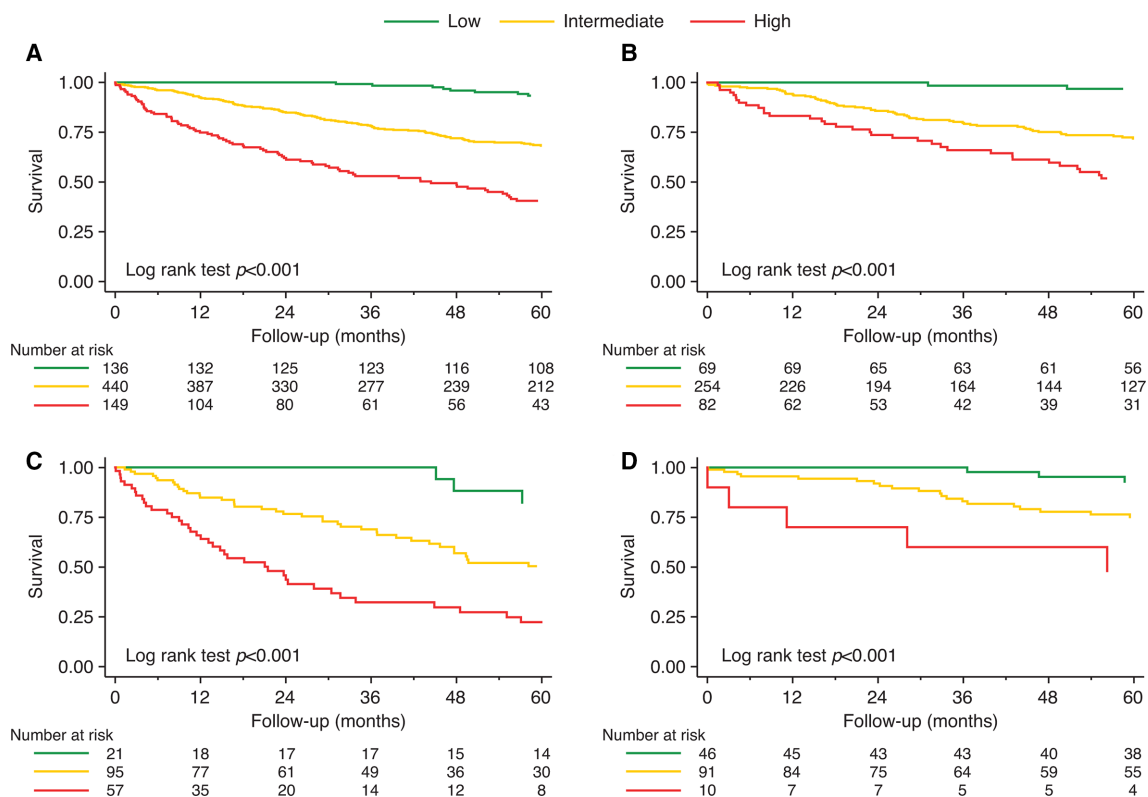 Low Intermediate High
A
1.00
0.75
0.50
0.25
0.00
Survival
Log rank test p<0.001
0 12 24 36 48 60
Follow-up (months)
Number at risk
136 132 125 123 116 108
440 387 330 277 239 212
149 104 80 61 56 43
B
1.00
0.75
0.50
0.25
0.00
Survival
Log rank test p<0.001
0 12 24 36 48 60
Follow-up (months)
Number at risk
69 69 65 63 61 56
254 226 194 164 144 127
82 62 53 42 39 31
C
1.00
0.75
0.50
0.25
0.00
Survival
Log rank test p<0.001
0 12 24 36 48 60
Follow-up (months)
Number at risk
21 18 17 17 15 14
95 77 61 49 36 30
57 35 20 14 12 8
D
1.00
0.75
0.50
0.25
0.00
Survival
Log rank test p<0.001
0 12 24 36 48 60
Follow-up (months)
Number at risk
46 45 43 43 40 38
91 84 75 64 59 55
10 7 7 5 5 4